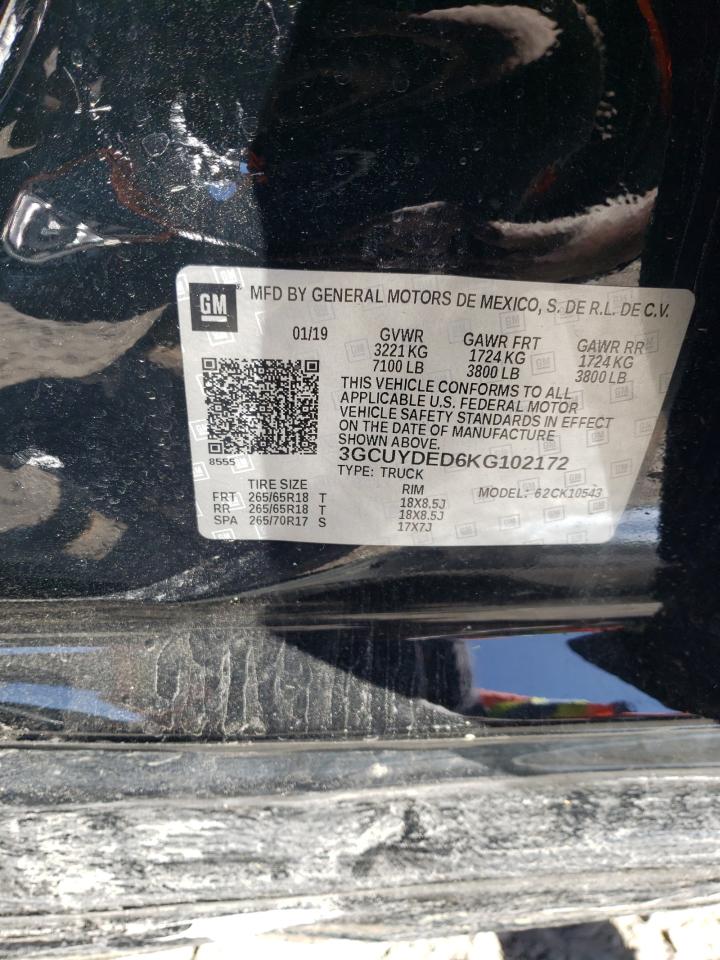 GM MFD BY GENERAL MOTORS DE MEXICO, S. DE R.L. DE C.V.
01/19 GVWR GAWR FRT GAWR RR
3221 KG 1724 KG 1724 KG
7100 LB 3800 LB 3800 LB
THIS VEHICLE CONFORMS TO ALL
APPLICABLE U.S. FEDERAL MOTOR
VEHICLE SAFETY STANDARDS IN EFFECT
ON THE DATE OF MANUFACTURE
SHOWN ABOVE.
8555 3GCUYDED6KG102172
TYPE: TRUCK
TIRE SIZE RIM MODEL: 62CK10543
FRT 265/65R18 T 18X8.5J
RR 265/65R18 T 18X8.5J
SPA 265/70R17 S 17X7J